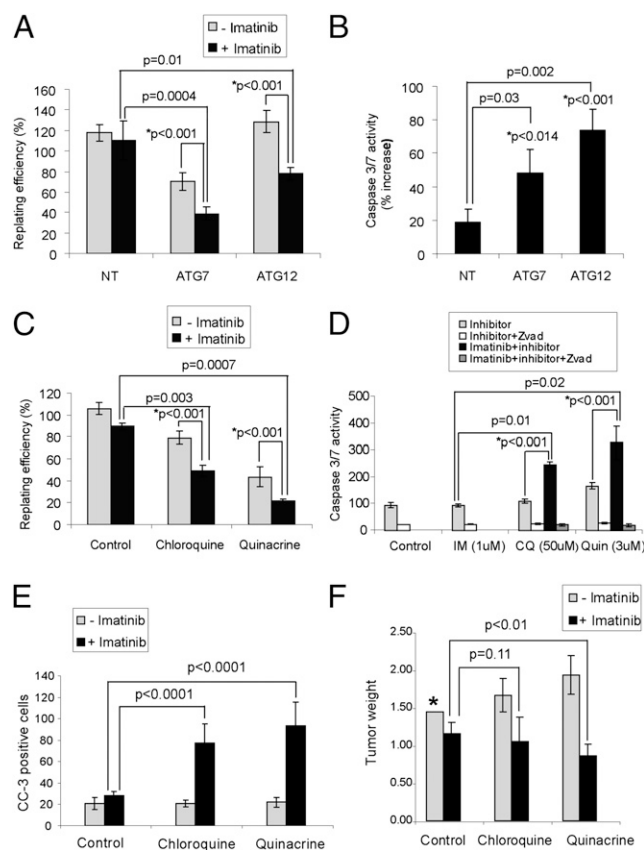 A
- Imatinib
+ Imatinib
p=0.01
p=0.0004
*p<0.001
*p<0.001
Replating efficiency (%)
160
140
120
100
80
60
40
20
0
NT
ATG7
ATG12
B
p=0.002
p=0.03
*p<0.001
*p<0.014
Caspase 3/7 activity
(% increase)
100
80
60
40
20
0
NT
ATG7
ATG12
C
- Imatinib
+ Imatinib
p=0.0007
p=0.003
*p<0.001
*p<0.001
Replating efficiency (%)
120
100
80
60
40
20
0
Control
Chloroquine
Quinacrine
D
Inhibitor
Inhibitor+Zvad
Imatinib+inhibitor
Imatinib+inhibitor+Zvad
p=0.02
p=0.01
*p<0.001
*p<0.001
Caspase 3/7 activity
500
400
300
200
100
0
Control
IM (1uM)
CQ (50uM)
Quin (3uM)
E
- Imatinib
+ Imatinib
p<0.0001
p<0.0001
CC-3 positive cells
100
80
60
40
20
0
Control
Chloroquine
Quinacrine
F
- Imatinib
+ Imatinib
p<0.01
p=0.11
*
Tumor weight
2.50
2.00
1.50
1.00
0.50
0.00
Control
Chloroquine
Quinacrine